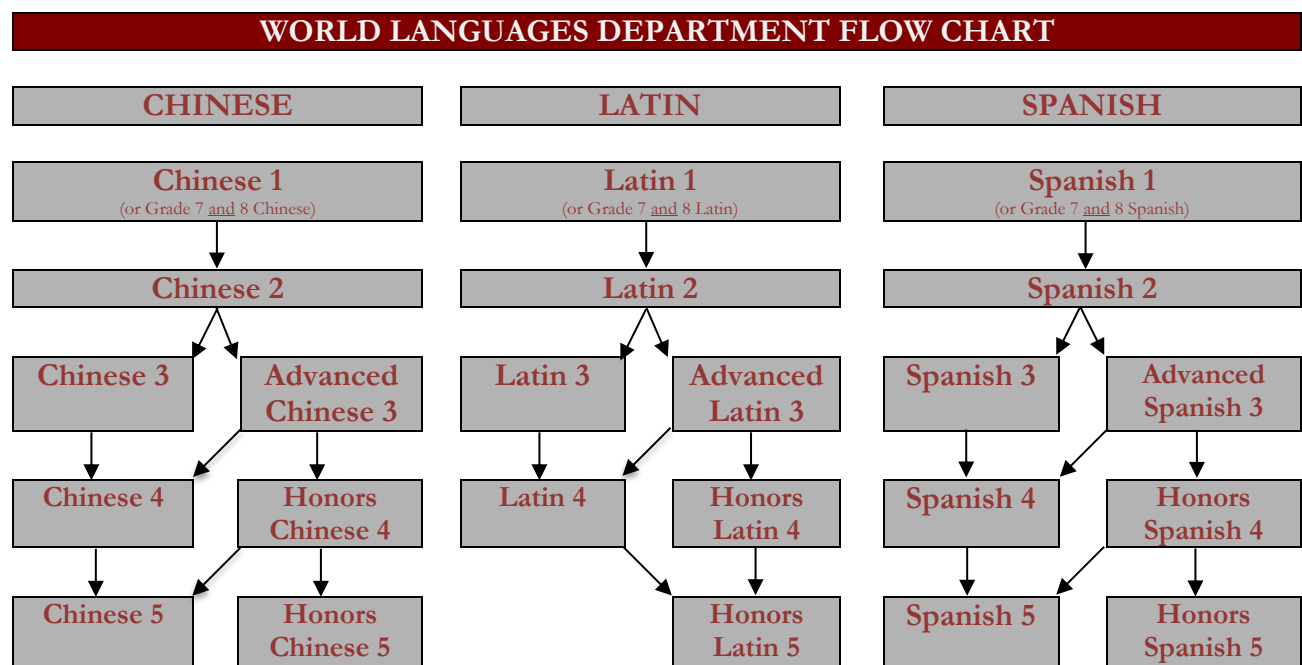 WORLD LANGUAGES DEPARTMENT FLOW CHART
CHINESE
LATIN
SPANISH
Chinese 1
(or Grade 7 and 8 Chinese)
Latin 1
(or Grade 7 and 8 Latin)
Spanish 1
(or Grade 7 and 8 Spanish)
Chinese 2
Latin 2
Spanish 2
Chinese 3
Advanced
Chinese 3
Latin 3
Advanced
Latin 3
Spanish 3
Advanced
Spanish 3
Chinese 4
Honors
Chinese 4
Latin 4
Honors
Latin 4
Spanish 4
Honors
Spanish 4
Chinese 5
Honors
Chinese 5
Honors
Latin 5
Spanish 5
Honors
Spanish 5